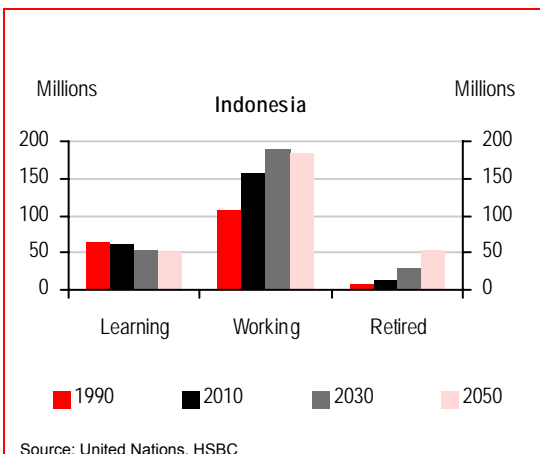 Millions Millions
Indonesia
200 200
150 150
100 100
50 50
0 0
Learning Working Retired
1990 2010 2030 2050
Source: United Nations, HSBC